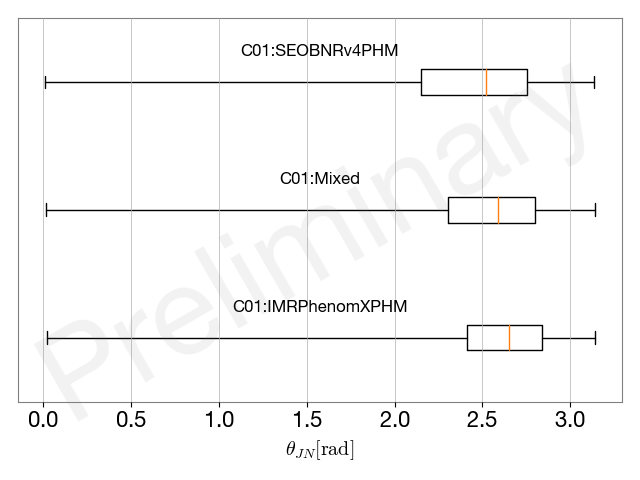 C01:SEOBNRv4PHM
C01:Mixed
C01:IMRPhenomXPHM
Preliminary
0.0 0.5 1.0 1.5 2.0 2.5 3.0
θ_JN[rad]